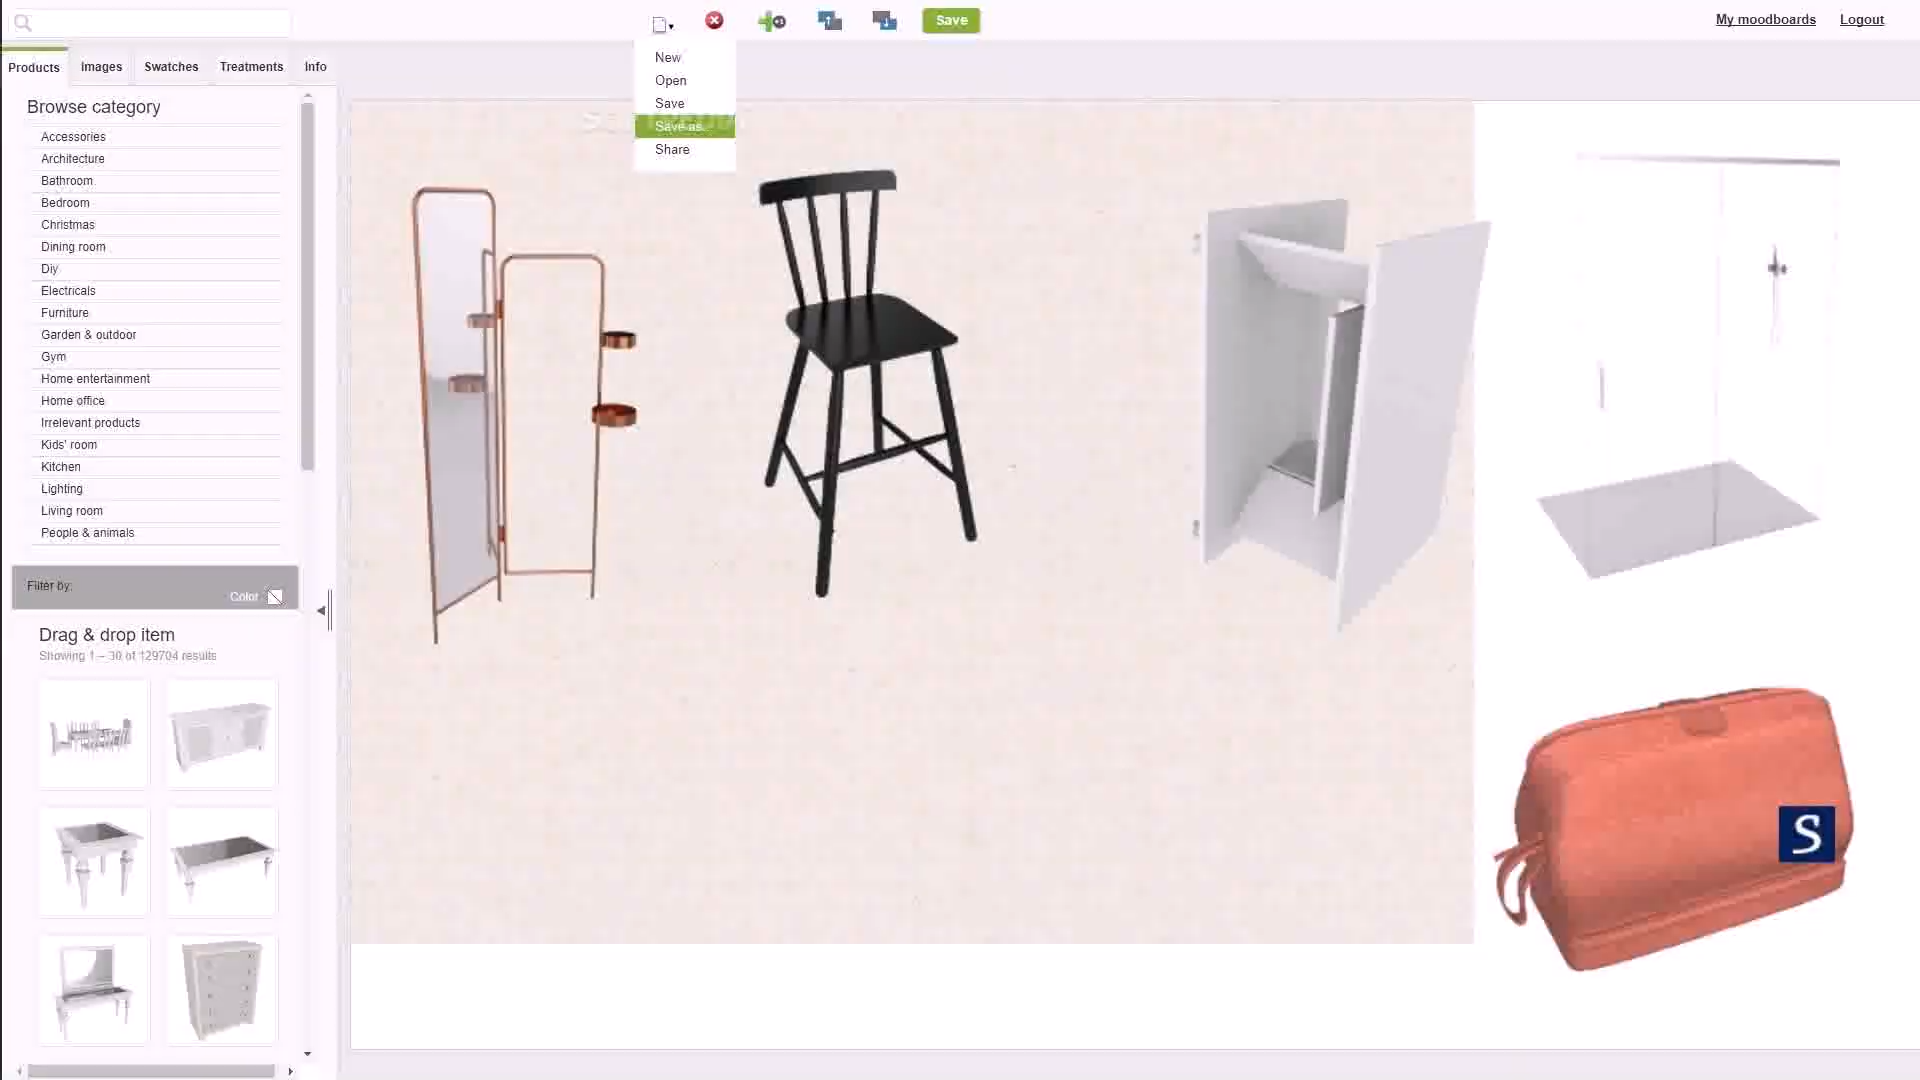 Save
My moodboards
Logout
New
Open
Save
Save as..
Share
Products
Images
Swatches
Treatments
Info
Browse category
Accessories
Architecture
Bathroom
Bedroom
Christmas
Dining room
Diy
Electricals
Furniture
Garden & outdoor
Gym
Home entertainment
Home office
Irrelevant products
Kids' room
Kitchen
Lighting
Living room
People & animals
Filter by:
Color
Drag & drop item
Showing 1 – 30 of 129704 results
S